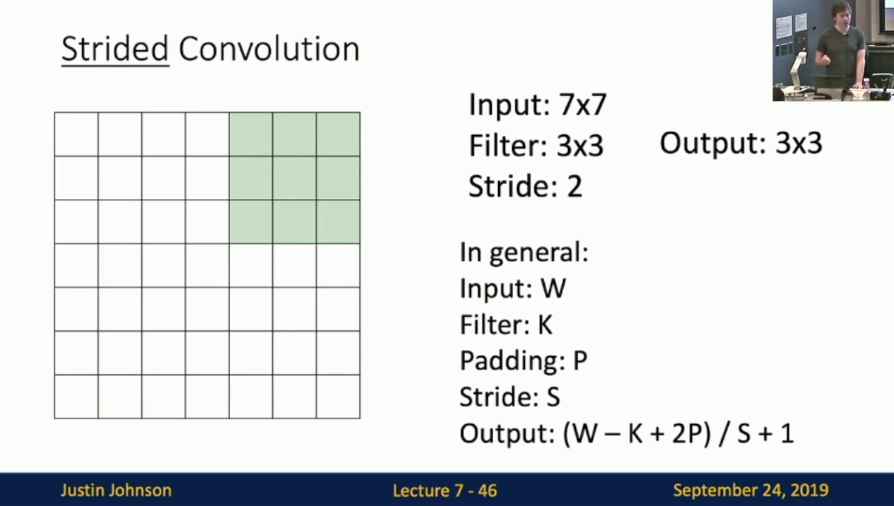 Strided Convolution
Input: 7x7
Filter: 3x3
Output: 3x3
Stride: 2
In general:
Input: W
Filter: K
Padding: P
Stride: S
Output: (W – K + 2P) / S + 1
Justin Johnson
Lecture 7 - 46
September 24, 2019